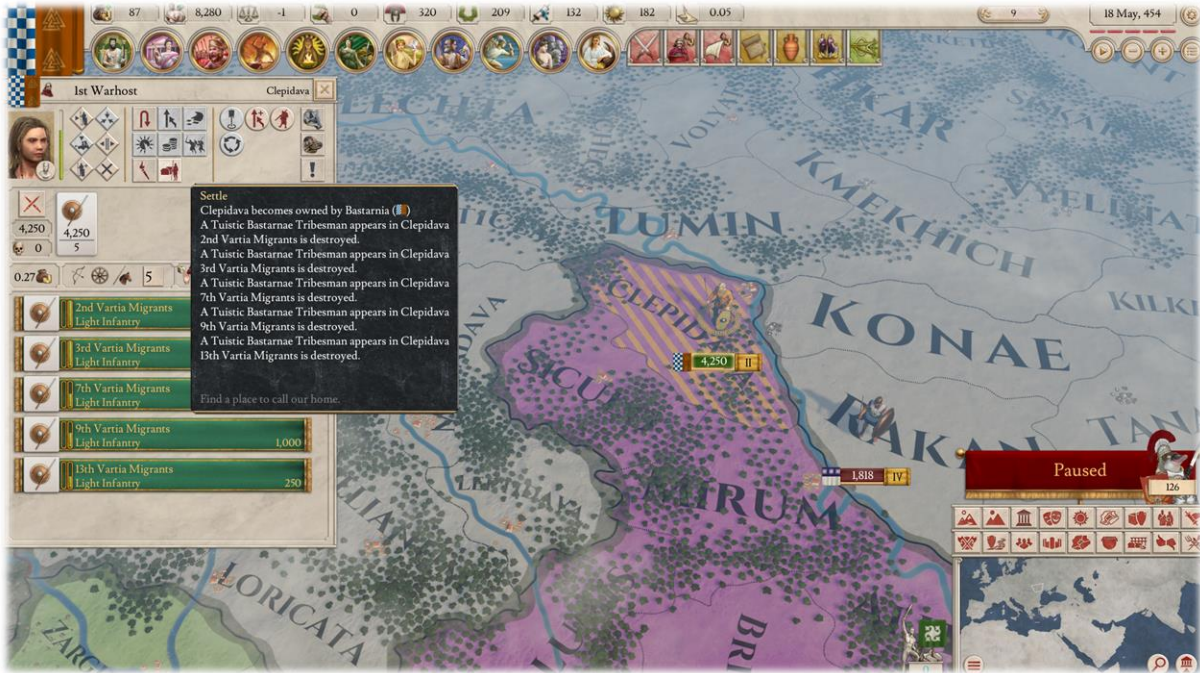 87
8,280
-1
0
320
209
132
182
0.05
9
18 May, 454
1st Warhost
Clepidava
4,250
0
4,250
5
0.27
5
2nd Vartia Migrants
Light Infantry
3rd Vartia Migrants
Light Infantry
7th Vartia Migrants
Light Infantry
9th Vartia Migrants
Light Infantry
1,000
13th Vartia Migrants
Light Infantry
250
Settle
Clepidava becomes owned by Bastarnia ( )
A Tuistic Bastarnae Tribesman appears in Clepidava
2nd Vartia Migrants is destroyed.
A Tuistic Bastarnae Tribesman appears in Clepidava
3rd Vartia Migrants is destroyed.
A Tuistic Bastarnae Tribesman appears in Clepidava
7th Vartia Migrants is destroyed.
A Tuistic Bastarnae Tribesman appears in Clepidava
9th Vartia Migrants is destroyed.
A Tuistic Bastarnae Tribesman appears in Clepidava
13th Vartia Migrants is destroyed.
Find a place to call our home.
LECHFA
TUMIN
KMEKHICH
KONAE
SICU
4,250
II
MIRUM
1,818
IV
LORICATA
Paused
126
0